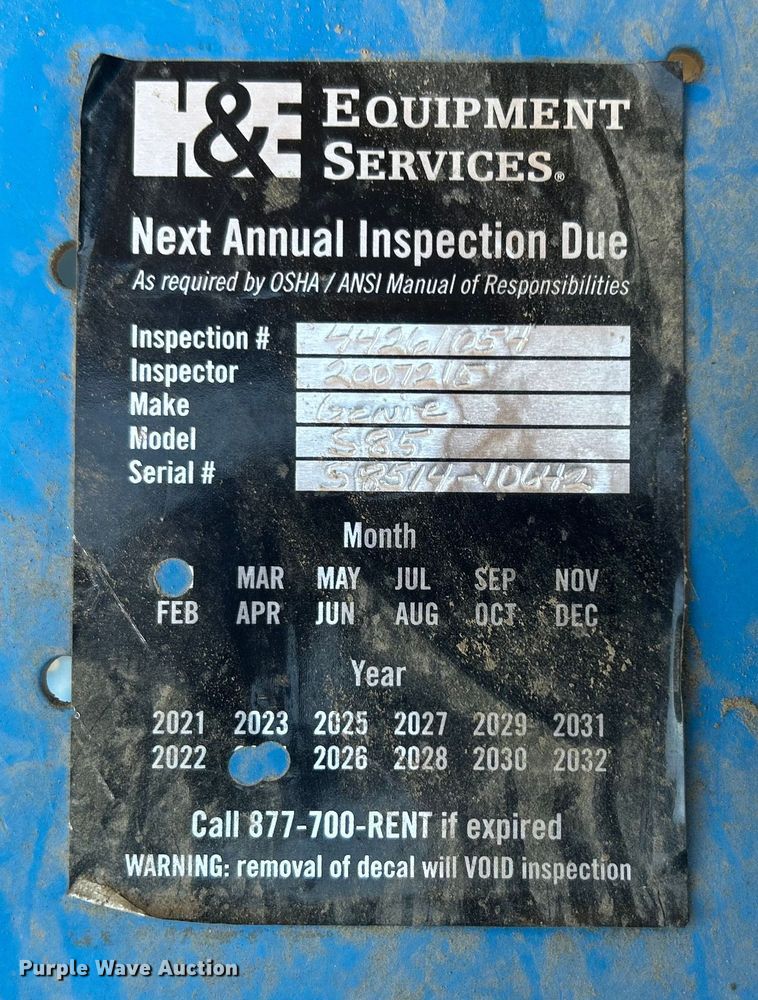 H&E EQUIPMENT
SERVICES®
Next Annual Inspection Due
As required by OSHA / ANSI Manual of Responsibilities
Inspection # 44261054
Inspector
Make Genie
Model S85
Serial # S8514-10642
Month
MAR MAY JUL SEP NOV
FEB APR JUN AUG OCT DEC
Year
2021 2023 2025 2027 2029 2031
2022 2026 2028 2030 2032
Call 877-700-RENT if expired
WARNING: removal of decal will VOID inspection
Purple Wave Auction